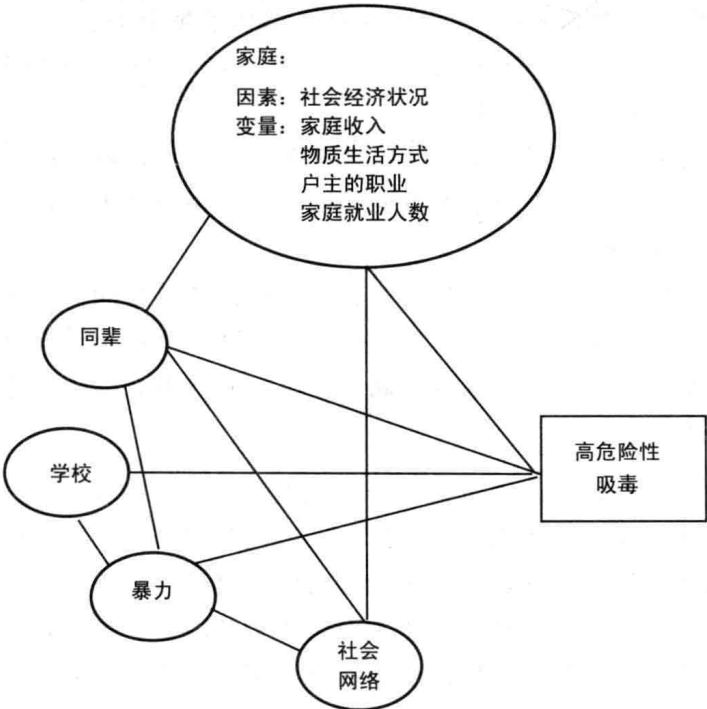 家庭：
因素：社会经济状况
变量：家庭收入
物质生活方式
户主的职业
家庭就业人数
同辈
学校
高危险性
吸毒
暴力
社会
网络